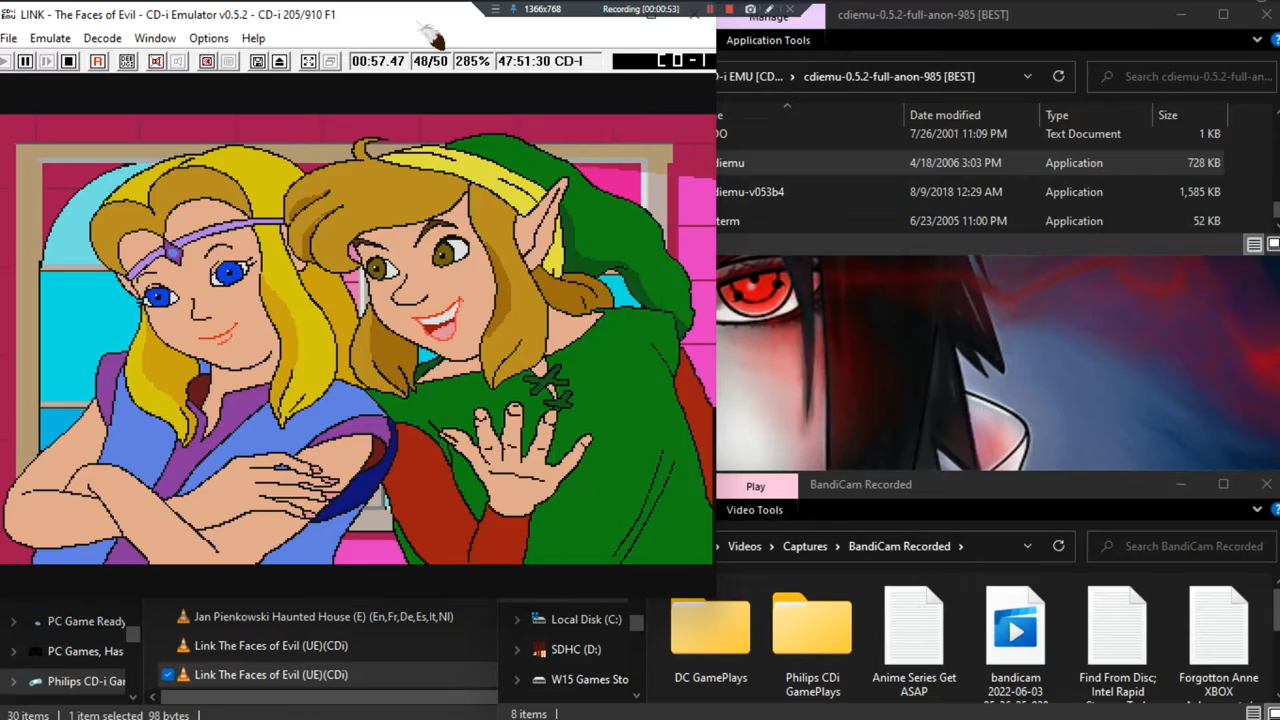 LINK - The Faces of Evil - CD-i Emulator v0.5.2 - CD-i 205/910 F1
1366x768
Recording [00:00:53]
File Emulate Decode Window Options Help
00:57.47 48/50 285% 47:51:30 CD-I
CD-I
Manage
cdiemu-0.5.2-full-anon-985 [BEST]
Application Tools
D-i EMU [CD... > cdiemu-0.5.2-full-anon-985 [BEST]
Search cdiemu-0.5.2-full-an...
me Date modified Type Size
DO 7/26/2001 11:09 PM Text Document 1 KB
diemu 4/18/2006 3:03 PM Application 728 KB
diemu-v053b4 8/9/2018 12:29 AM Application 1,585 KB
term 6/23/2005 11:00 PM Application 52 KB
Play
BandiCam Recorded
Video Tools
Videos > Captures > BandiCam Recorded >
Search BandiCam Recorded
PC Game Ready
PC Games, Has
Philips CD-i Gar
Jan Pienkowski Haunted House (E) (En,Fr,De,Es,It,Nl)
Link The Faces of Evil (UE)(CDi)
Link The Faces of Evil (UE)(CDi)
Local Disk (C:)
SDHC (D:)
W15 Games Sto
DC GamePlays
Philips CDi
GamePlays
Anime Series Get
ASAP
bandicam
2022-06-03
Find From Disc;
Intel Rapid
Forgotton Anne
XBOX
30 items 1 item selected 98 bytes
8 items